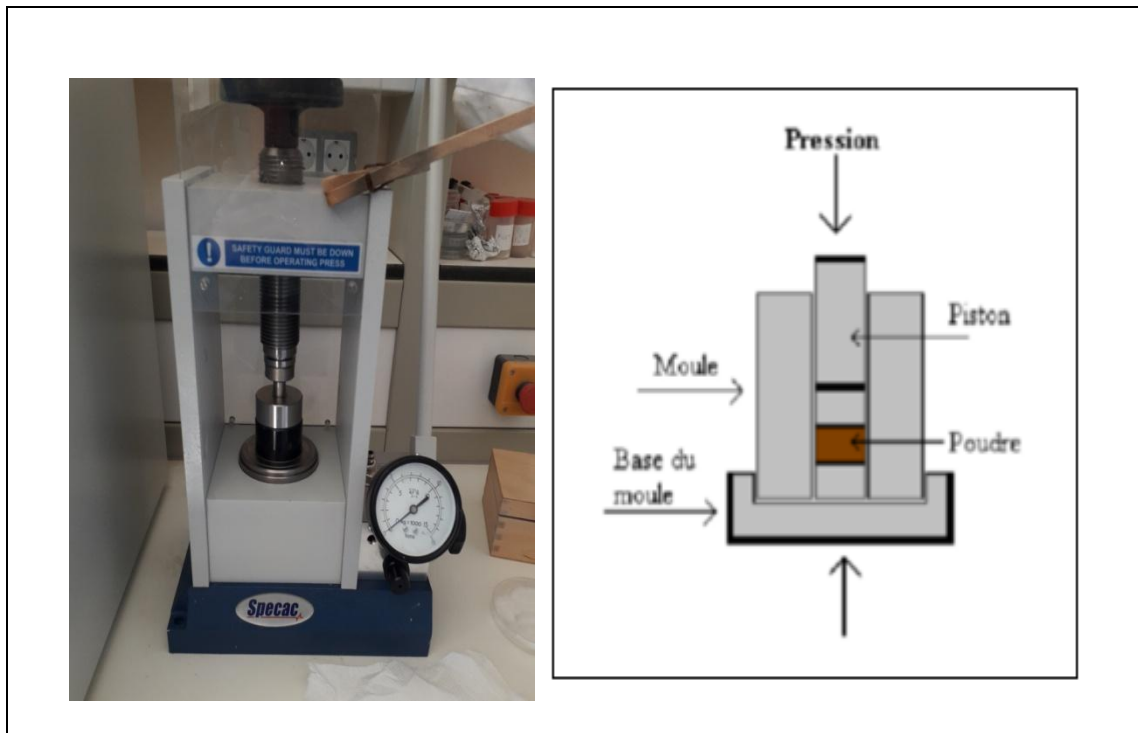 SAFETY GUARD MUST BE DOWN
BEFORE OPERATING PRESS
Specac
Pression
Piston
Moule
Poudre
Base du
moule